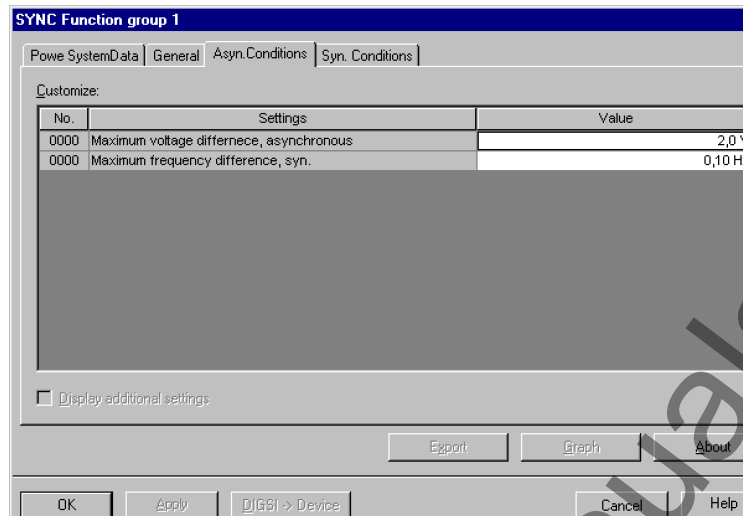 SYNC Function group 1
Powe SystemData General Asyn.Conditions Syn. Conditions
Customize:
No. Settings Value
0000 Maximum voltage differnece, asynchronous 2,0 V
0000 Maximum frequency difference, syn. 0,10 H
Display additional settings
Export Graph About
OK Apply DIGSI -> Device Cancel Help